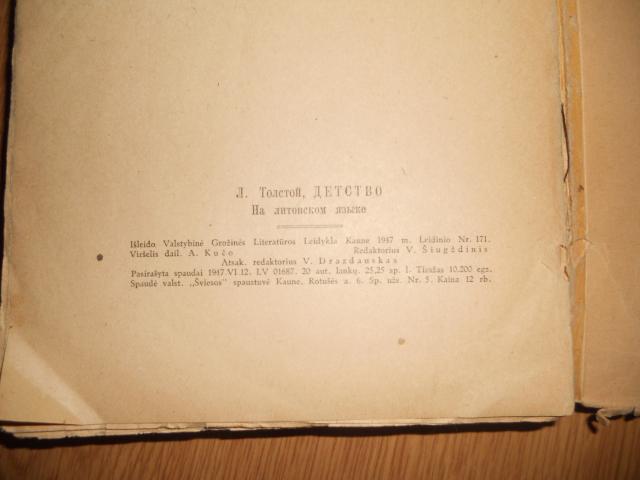 Л. Толстой, ДЕТСТВО
На литовском языке
Išleido Valstybinė Grožinės Literatūros Leidykla Kaune 1947 m. Leidinio Nr. 171.
Viršelis dail. A. Kučo Redaktorius V. Šiugždinis
Atsak. redaktorius V. Drazdauskas
Pasirašyta spaudai 1947.VI.12. LV 01687. 20 aut. lankų. 25,25 sp. l. Tiražas 10.200 egz.
Spaudė valst. „Šviesos" spaustuvė Kaune, Rotušės a. 6. Sp. užs. Nr. 5. Kaina 12 rb.